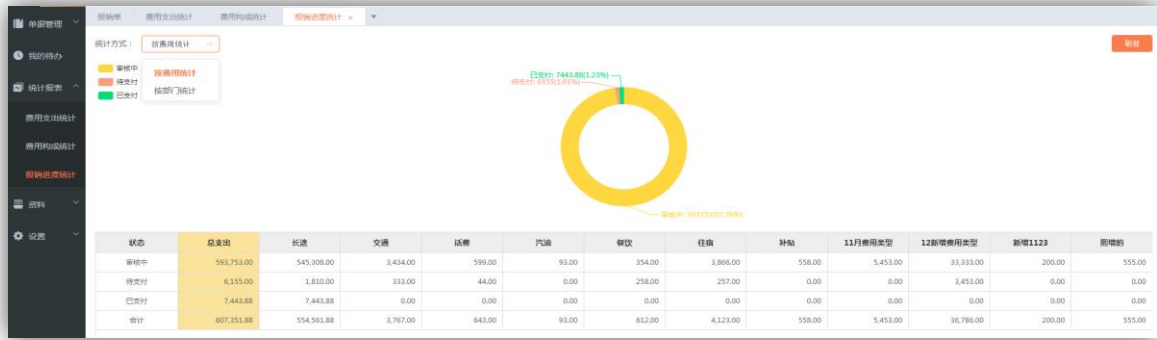 单据管理
我的待办
统计报表
费用支出统计
费用构成统计
报销进度统计
资料
设置
报销单 费用支出统计 费用构成统计 报销进度统计 ×
统计方式： 按费用统计
刷新
按费用统计
按部门统计
审核中
待支付
已支付
已支付: 7443.88(1.23%)
待支付: 6155(1.01%)
审核中: 593753(97.76%)
状态 总支出 长途 交通 话费 汽油 餐饮 住宿 补贴 11月费用类型 12新增费用类型 新增1123 新增的
审核中 593,753.00 545,308.00 3,434.00 599.00 93.00 354.00 3,866.00 558.00 5,453.00 33,333.00 200.00 555.00
待支付 6,155.00 1,810.00 333.00 44.00 0.00 258.00 257.00 0.00 0.00 3,453.00 0.00 0.00
已支付 7,443.88 7,443.88 0.00 0.00 0.00 0.00 0.00 0.00 0.00 0.00 0.00 0.00
合计 607,351.88 554,561.88 3,767.00 643.00 93.00 612.00 4,123.00 558.00 5,453.00 36,786.00 200.00 555.00